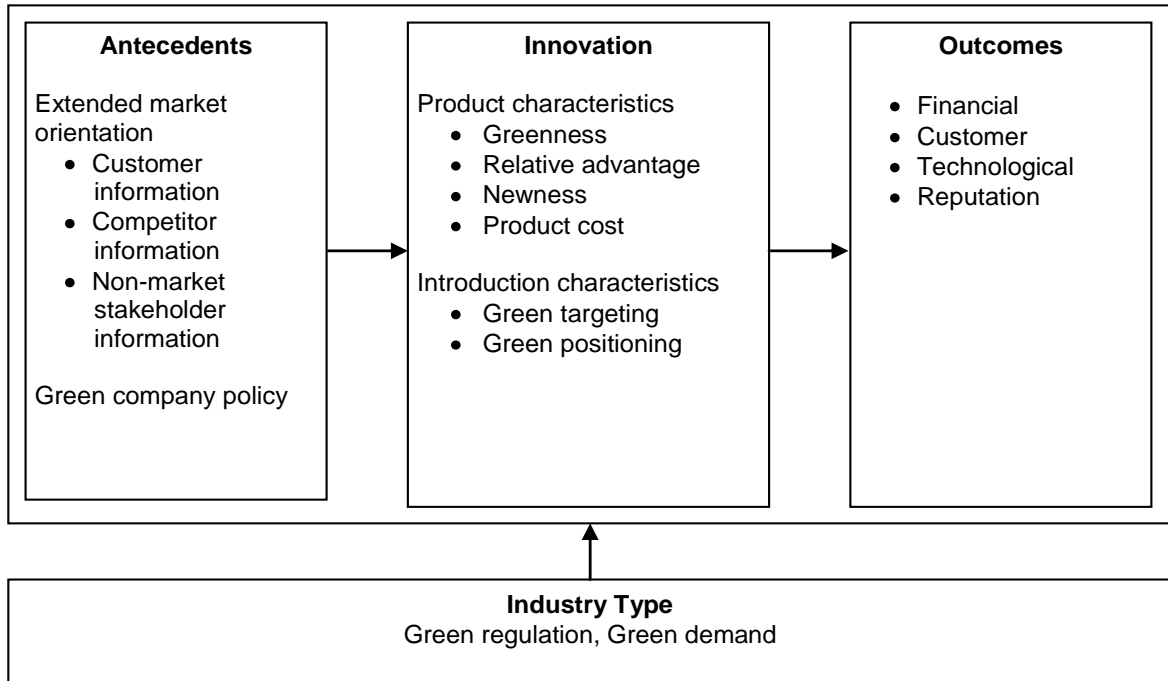 Antecedents
Extended market
orientation
• Customer
information
• Competitor
information
• Non-market
stakeholder
information
Green company policy
Innovation
Product characteristics
• Greenness
• Relative advantage
• Newness
• Product cost
Introduction characteristics
• Green targeting
• Green positioning
Outcomes
• Financial
• Customer
• Technological
• Reputation
Industry Type
Green regulation, Green demand